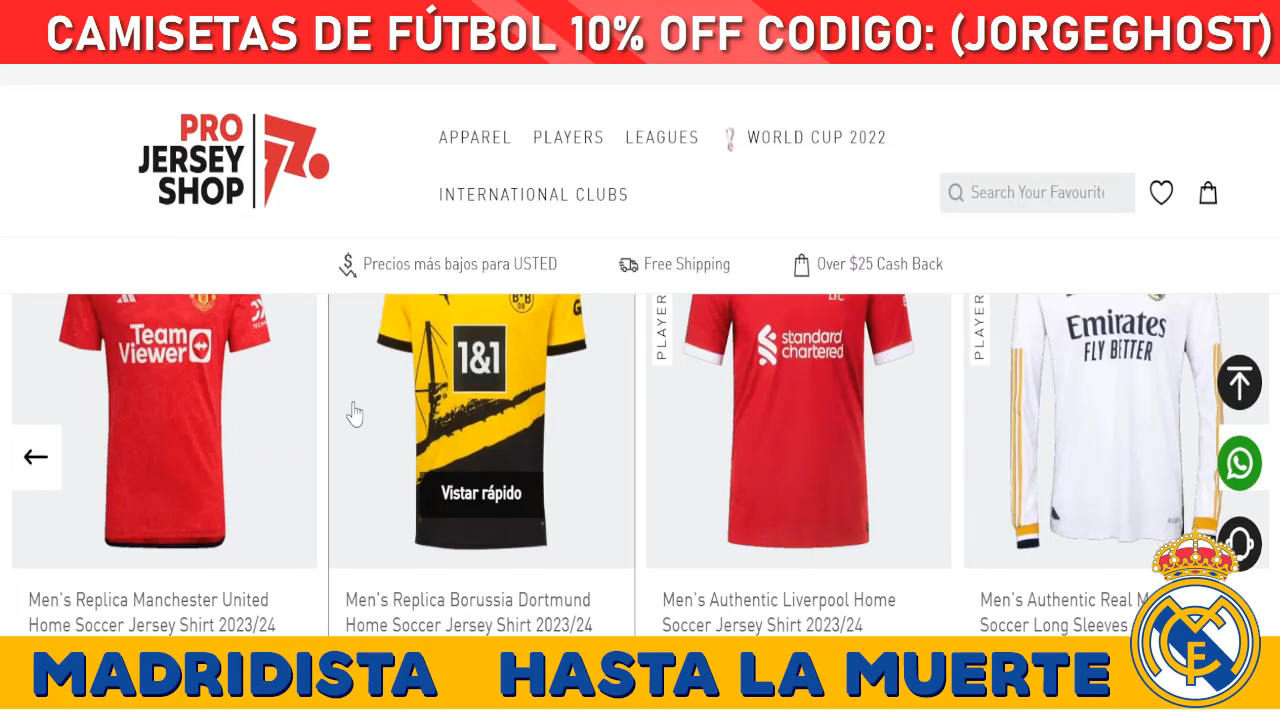 CAMISETAS DE FÚTBOL 10% OFF CODIGO: (JORGEGHOST)
PRO
JERSEY
SHOP
APPAREL PLAYERS LEAGUES WORLD CUP 2022
INTERNATIONAL CLUBS
Search Your Favourite
Precios más bajos para USTED Free Shipping Over $25 Cash Back
PLAYER
PLAYER
LFC
BVB
09
Team
Viewer
1&1
standard
chartered
Emirates
FLY BETTER
Vistar rápido
Men's Replica Manchester United
Home Soccer Jersey Shirt 2023/24
Men's Replica Borussia Dortmund
Home Soccer Jersey Shirt 2023/24
Men's Authentic Liverpool Home
Soccer Jersey Shirt 2023/24
Men's Authentic Real
Soccer Long Sleeves
MADRIDISTA HASTA LA MUERTE